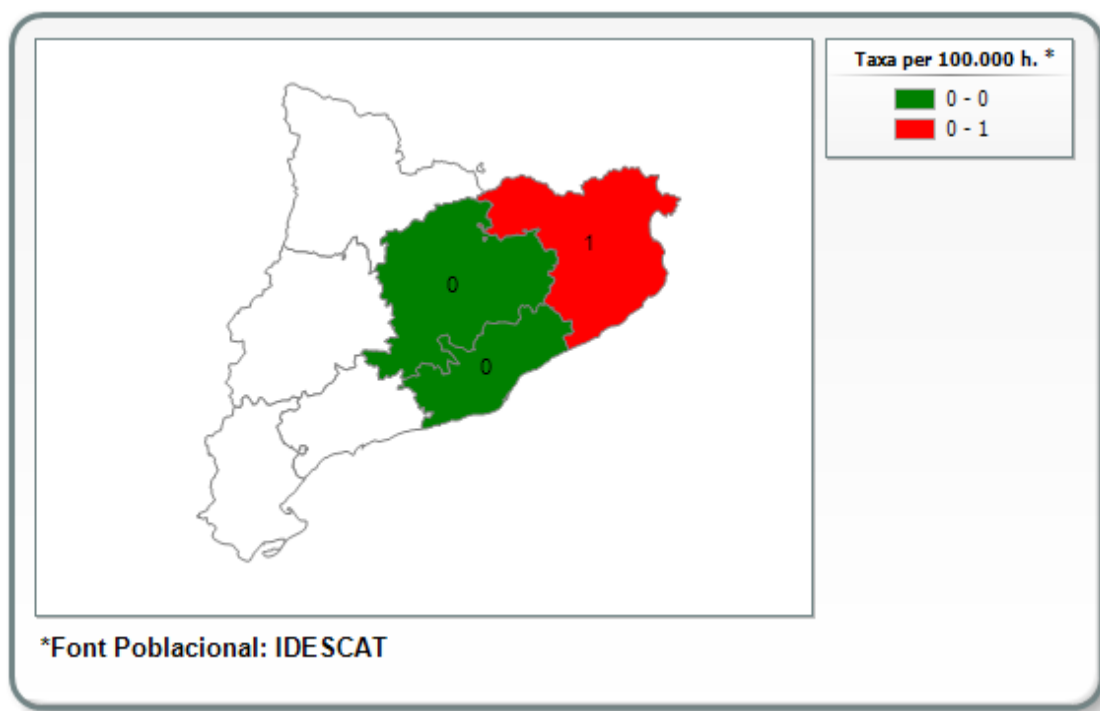 Taxa per 100.000 h. *
0 - 0
0 - 1
1
0
0
*Font Poblacional: IDESCAT